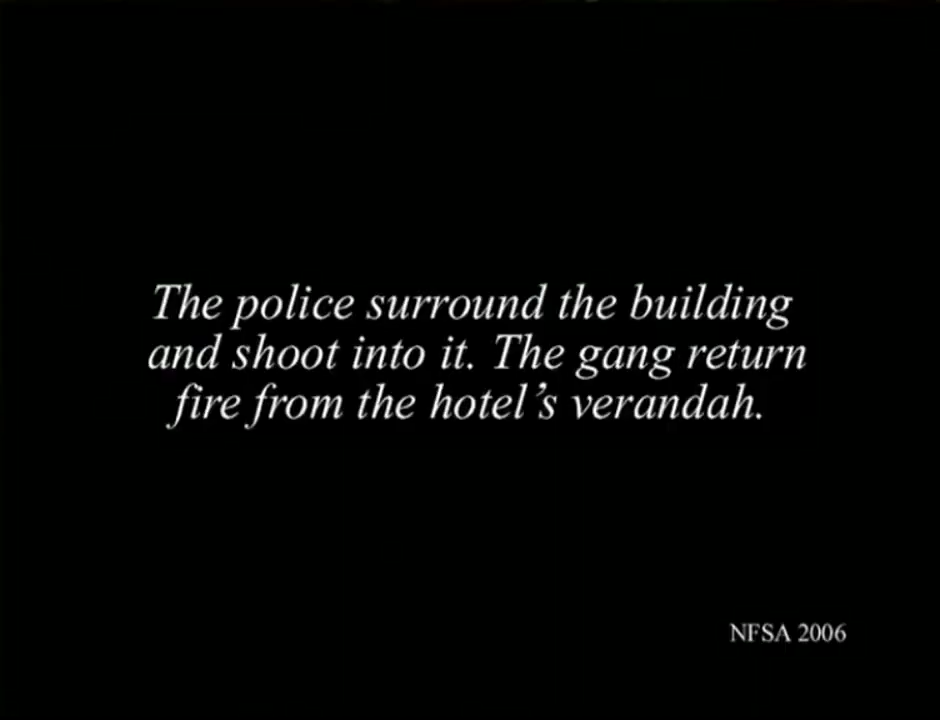 The police surround the building
and shoot into it. The gang return
fire from the hotel’s verandah.
NFSA 2006